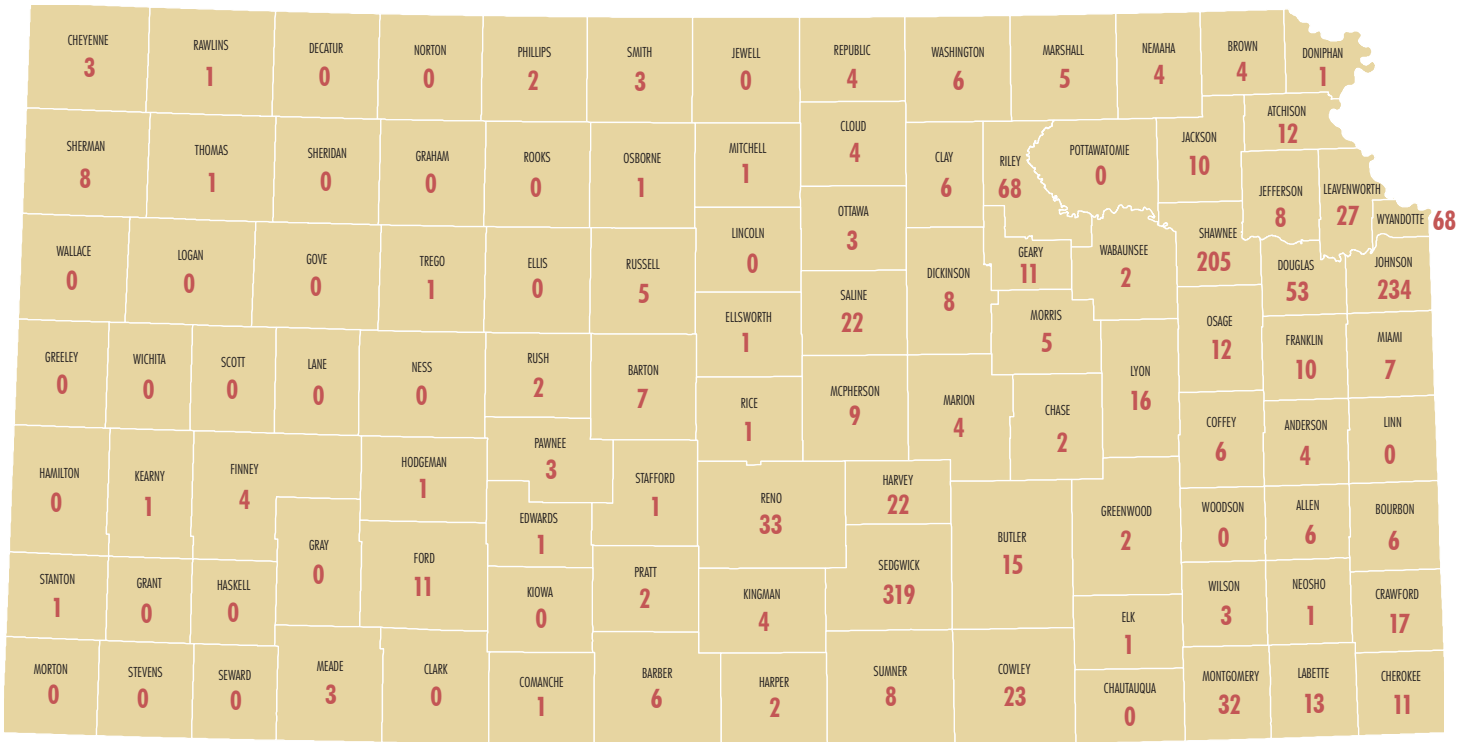 CHEYENNE
3
RAWLINS
1
DECATUR
0
NORTON
0
PHILLIPS
2
SMITH
3
JEWELL
0
REPUBLIC
4
WASHINGTON
6
MARSHALL
5
NEMAHA
4
BROWN
4
DONIPHAN
1
ATCHISON
12
SHERMAN
8
THOMAS
1
SHERIDAN
0
GRAHAM
0
ROOKS
0
OSBORNE
1
MITCHELL
1
CLOUD
4
CLAY
6
RILEY
68
POTTAWATOMIE
0
JACKSON
10
JEFFERSON
8
LEAVENWORTH
27
WYANDOTTE
68
WALLACE
0
LOGAN
0
GOVE
0
TREGO
1
ELLIS
0
RUSSELL
5
LINCOLN
0
OTTAWA
3
DICKINSON
8
GEARY
11
WABAUNSEE
2
SHAWNEE
205
DOUGLAS
53
JOHNSON
234
ELLSWORTH
1
SALINE
22
MORRIS
5
OSAGE
12
FRANKLIN
10
MIAMI
7
GREELEY
0
WICHITA
0
SCOTT
0
LANE
0
NESS
0
RUSH
2
BARTON
7
RICE
1
MCPHERSON
9
MARION
4
CHASE
2
LYON
16
COFFEY
6
ANDERSON
4
LINN
0
HAMILTON
0
KEARNY
1
FINNEY
4
HODGEMAN
1
PAWNEE
3
STAFFORD
1
RENO
33
HARVEY
22
GREENWOOD
2
WOODSON
0
ALLEN
6
BOURBON
6
GRAY
0
FORD
11
EDWARDS
1
PRATT
2
KINGMAN
4
SEDGWICK
319
BUTLER
15
STANTON
1
GRANT
0
HASKELL
0
KIOWA
0
ELK
1
WILSON
3
NEOSHO
1
CRAWFORD
17
MORTON
0
STEVENS
0
SEWARD
0
MEADE
3
CLARK
0
COMANCHE
1
BARBER
6
HARPER
2
SUMNER
8
COWLEY
23
CHAUTAUQUA
0
MONTGOMERY
32
LABETTE
13
CHEROKEE
11